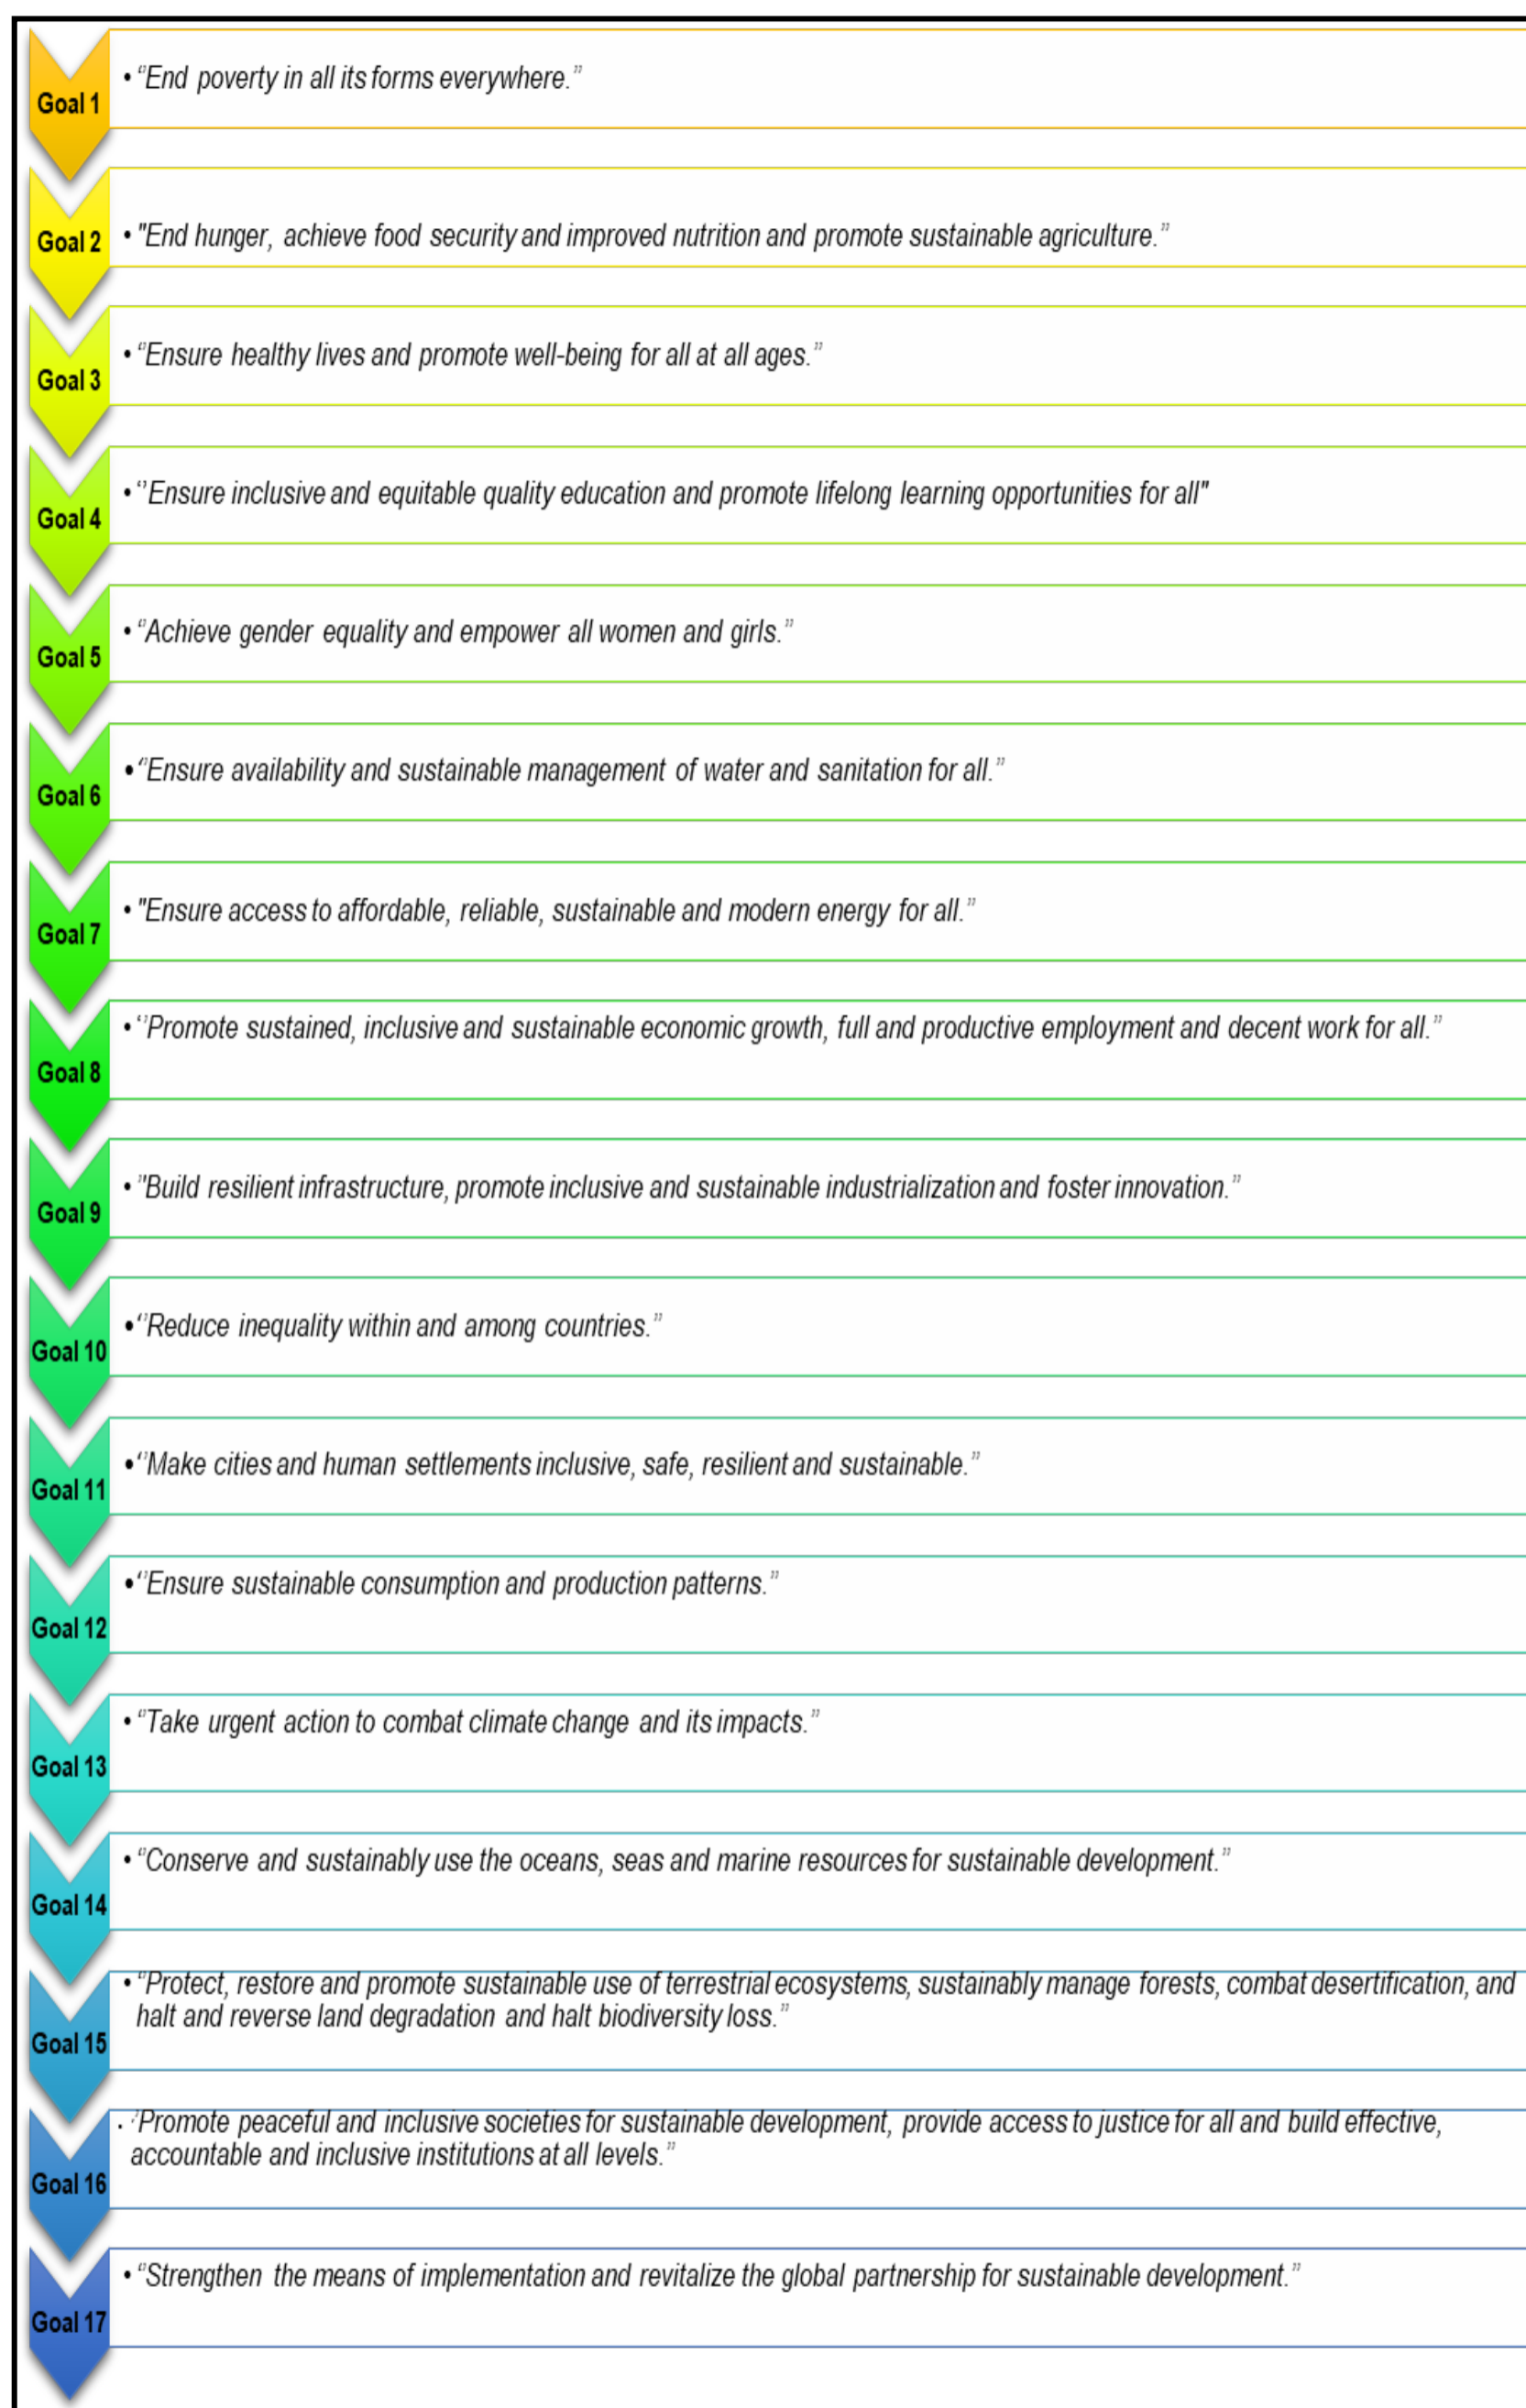 Goal 1
• “End poverty in all its forms everywhere.”
Goal 2
• "End hunger, achieve food security and improved nutrition and promote sustainable agriculture.”
Goal 3
• “Ensure healthy lives and promote well-being for all at all ages.”
Goal 4
• ‘’Ensure inclusive and equitable quality education and promote lifelong learning opportunities for all"
Goal 5
• “Achieve gender equality and empower all women and girls.”
Goal 6
• ‘’Ensure availability and sustainable management of water and sanitation for all.”
Goal 7
• "Ensure access to affordable, reliable, sustainable and modern energy for all.”
Goal 8
• ‘’Promote sustained, inclusive and sustainable economic growth, full and productive employment and decent work for all.”
Goal 9
• ”Build resilient infrastructure, promote inclusive and sustainable industrialization and foster innovation.”
Goal 10
• ‘’Reduce inequality within and among countries.”
Goal 11
• ‘’Make cities and human settlements inclusive, safe, resilient and sustainable.”
Goal 12
• ‘’Ensure sustainable consumption and production patterns.”
Goal 13
• “Take urgent action to combat climate change and its impacts.”
Goal 14
• “Conserve and sustainably use the oceans, seas and marine resources for sustainable development.”
Goal 15
• “Protect, restore and promote sustainable use of terrestrial ecosystems, sustainably manage forests, combat desertification, and
halt and reverse land degradation and halt biodiversity loss.”
Goal 16
• ‘’Promote peaceful and inclusive societies for sustainable development, provide access to justice for all and build effective,
accountable and inclusive institutions at all levels.”
Goal 17
• “Strengthen the means of implementation and revitalize the global partnership for sustainable development.”